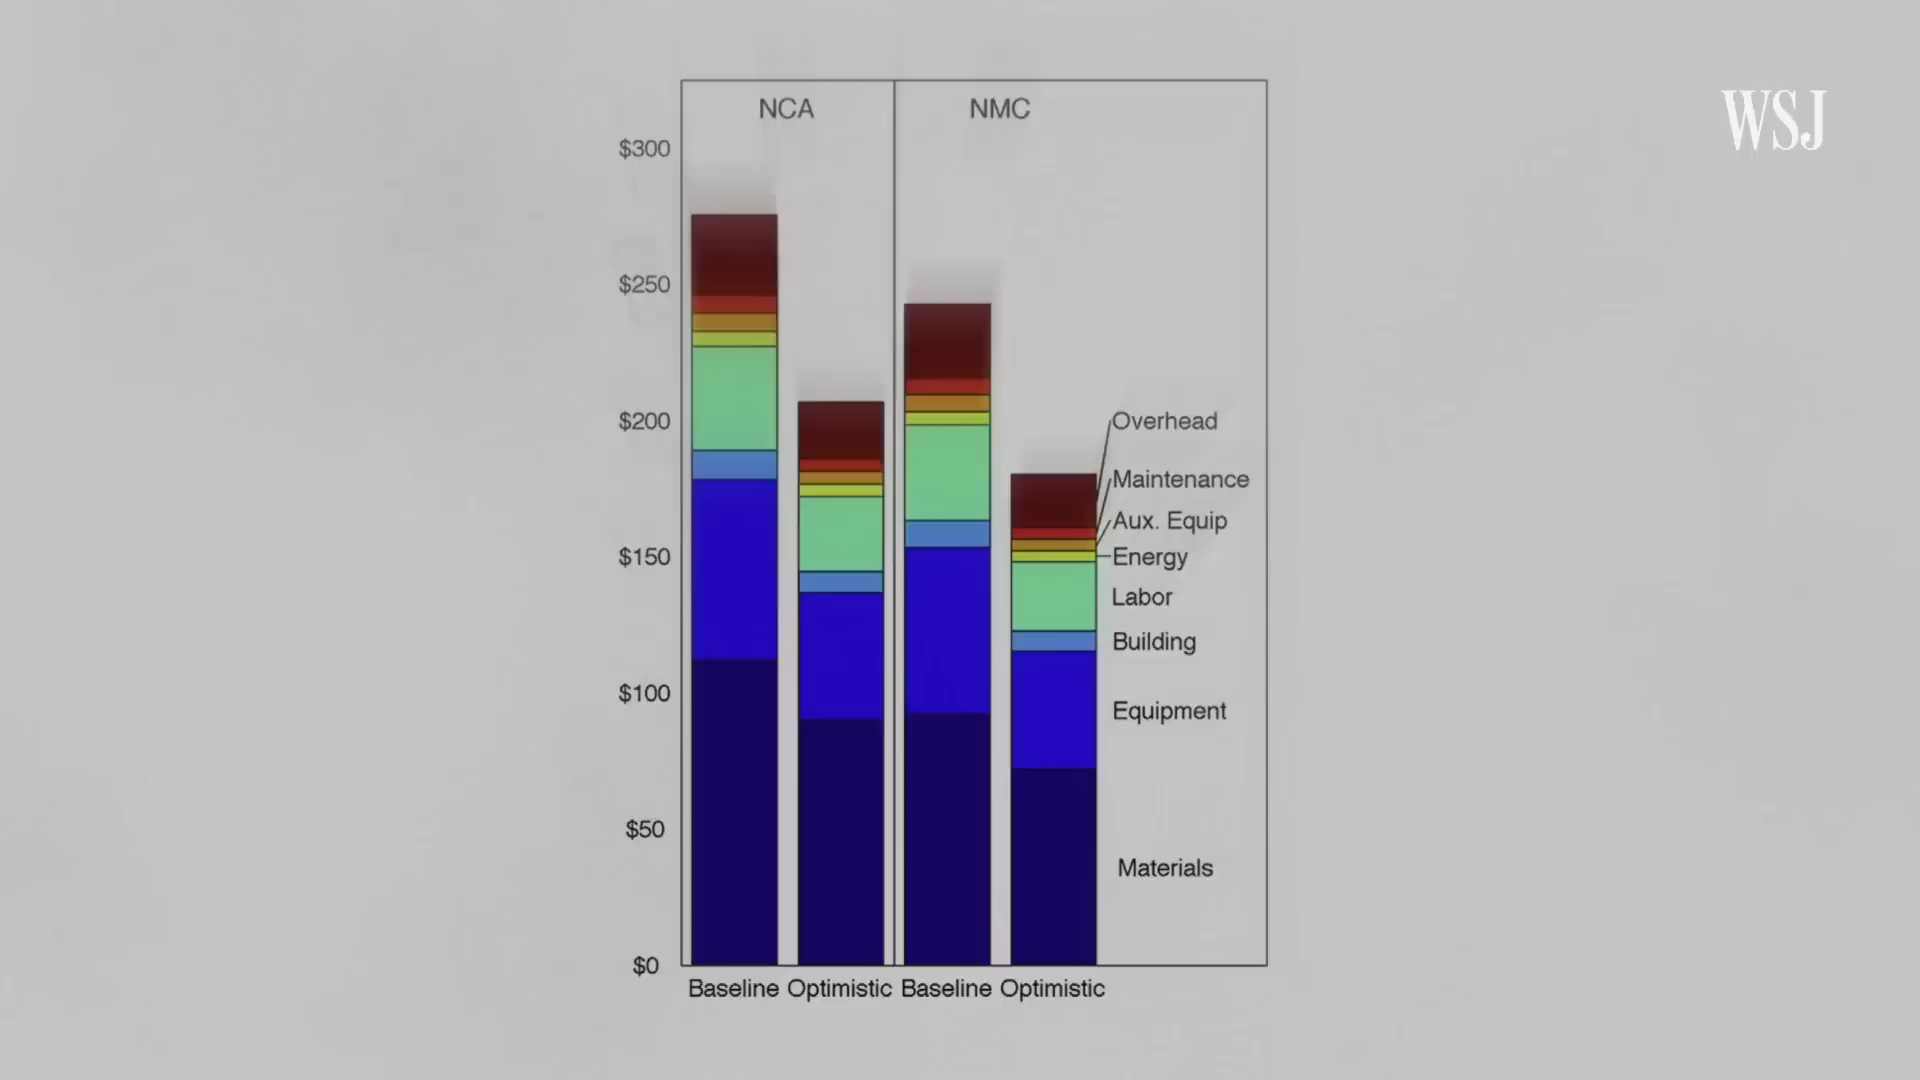 WSJ
NCA NMC
$300
$250
$200
$150
$100
$50
$0
Overhead
Maintenance
Aux. Equip
Energy
Labor
Building
Equipment
Materials
Baseline Optimistic Baseline Optimistic